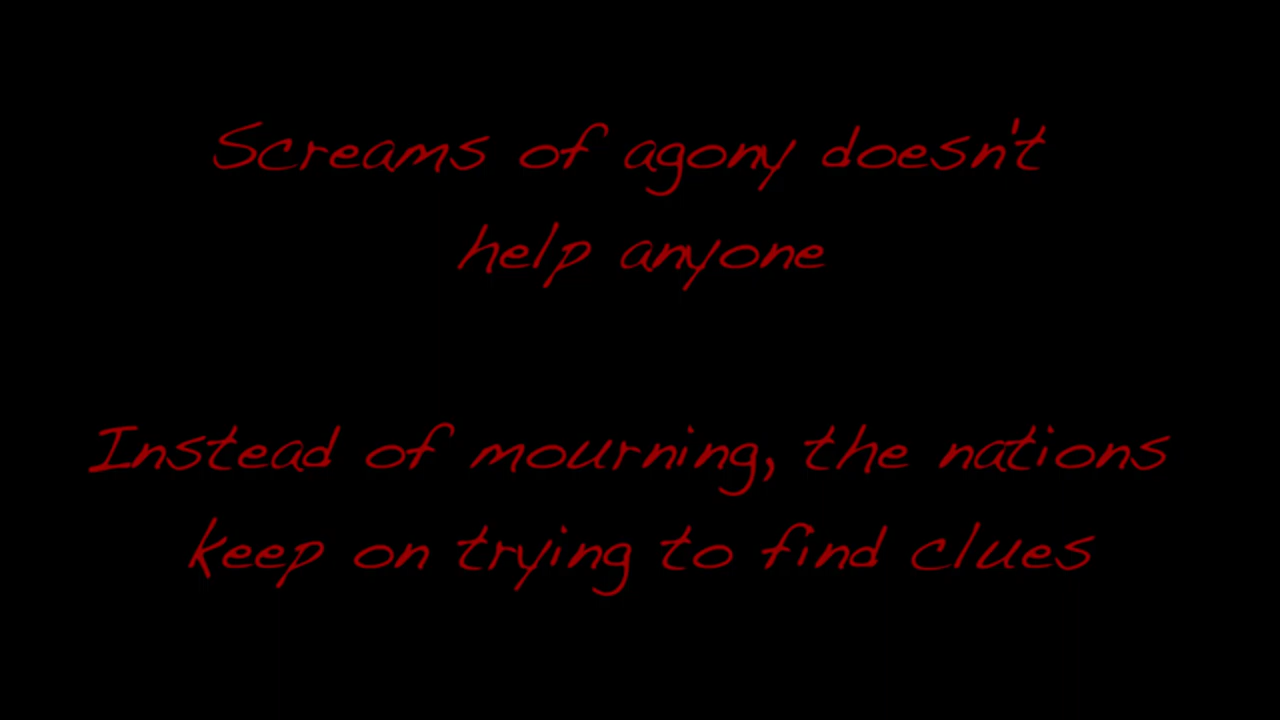 Screams of agony doesn't
help anyone
Instead of mourning, the nations
keep on trying to find clues